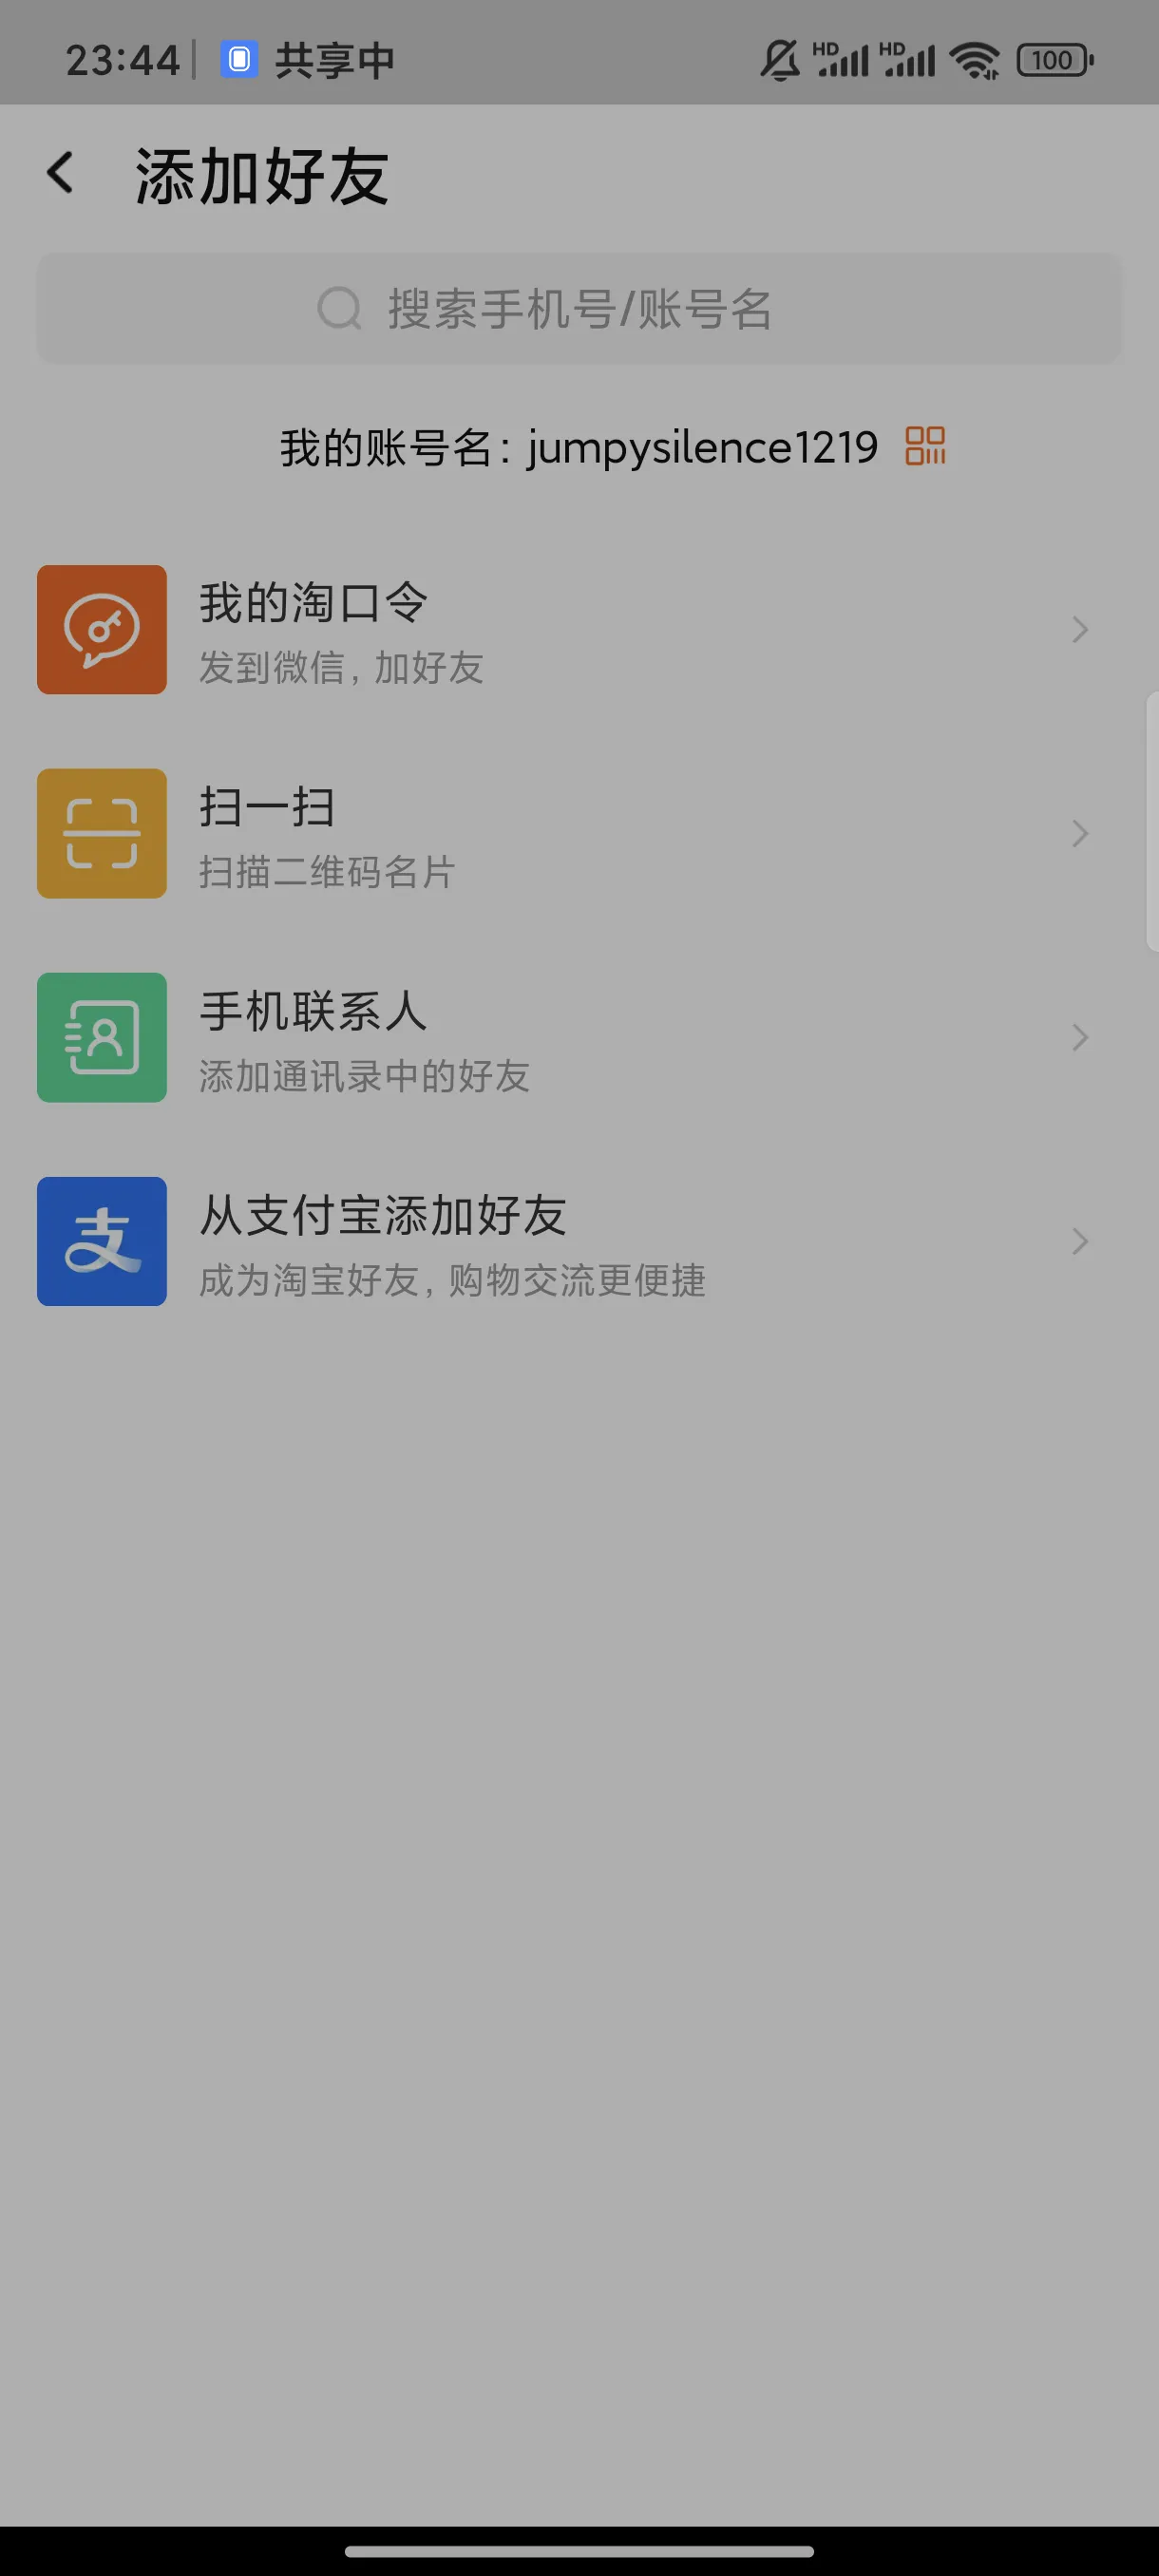 23:44 共享中 HD HD 100
添加好友
搜索手机号/账号名
我的账号名：jumpysilence1219
我的淘口令
发到微信，加好友
扫一扫
扫描二维码名片
手机联系人
添加通讯录中的好友
支
从支付宝添加好友
成为淘宝好友，购物交流更便捷